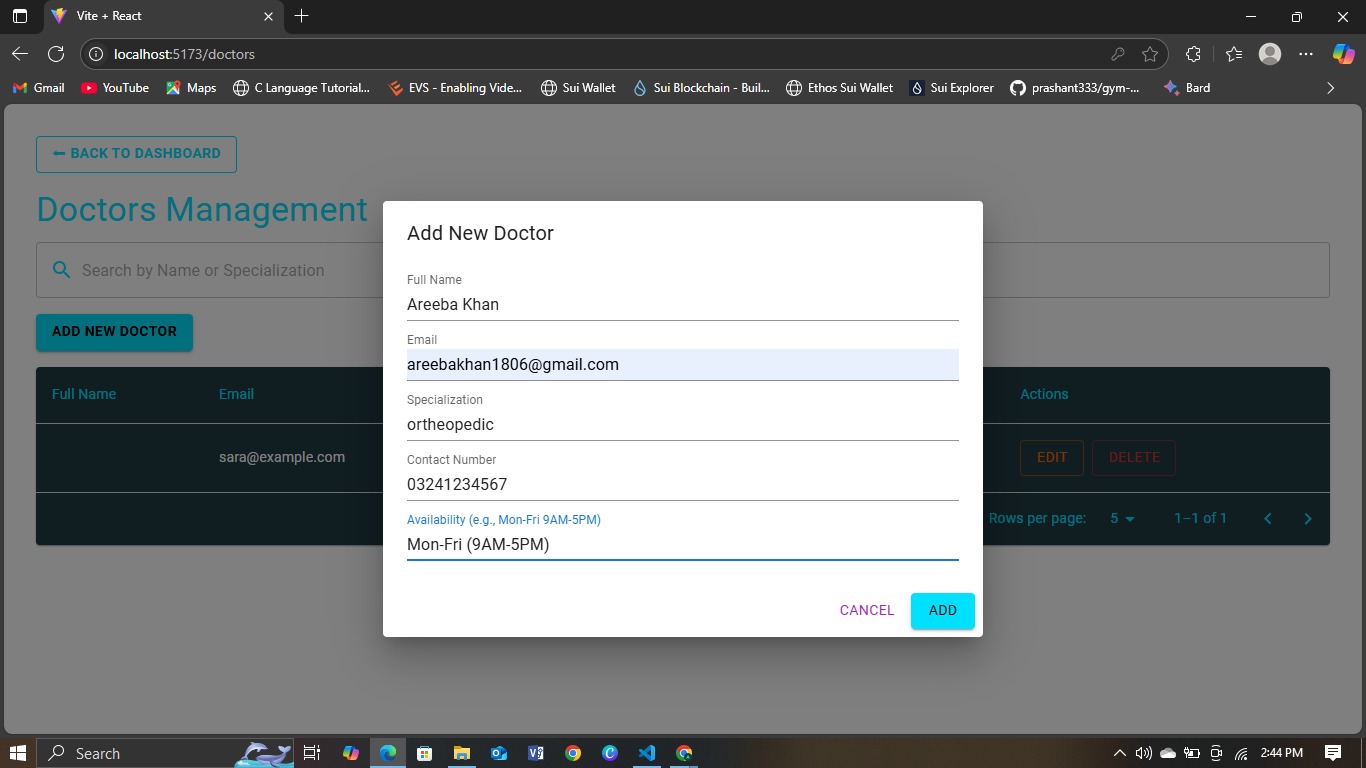 Vite + React
localhost:5173/doctors
Gmail YouTube Maps C Language Tutorial... EVS - Enabling Vide... Sui Wallet Sui Blockchain - Buil... Ethos Sui Wallet Sui Explorer prashant333/gym-... Bard
BACK TO DASHBOARD
Doctors Management
Search by Name or Specialization
ADD NEW DOCTOR
Full Name Email Actions
sara@example.com EDIT DELETE
Rows per page: 5 1–1 of 1
Add New Doctor
Full Name
Areeba Khan
Email
areebakhan1806@gmail.com
Specialization
ortheopedic
Contact Number
03241234567
Availability (e.g., Mon-Fri 9AM-5PM)
Mon-Fri (9AM-5PM)
CANCEL ADD
Search 2:44 PM